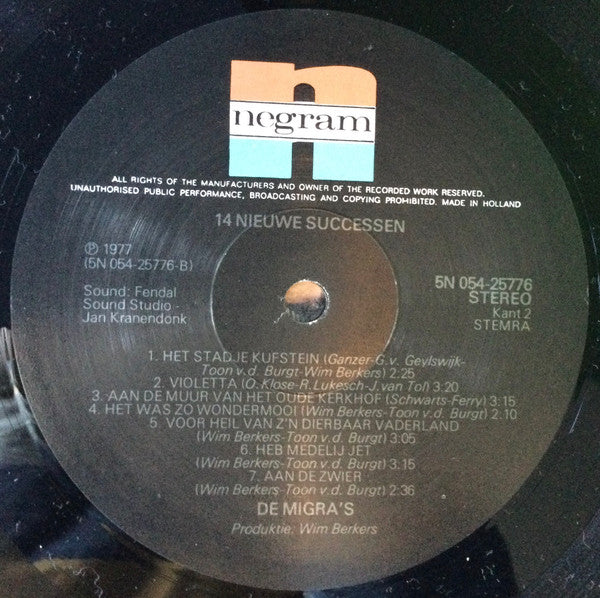 negram
ALL RIGHTS OF THE MANUFACTURERS AND OWNER OF THE RECORDED WORK RESERVED.
UNAUTHORISED PUBLIC PERFORMANCE, BROADCASTING AND COPYING PROHIBITED. MADE IN HOLLAND
14 NIEUWE SUCCESSEN
℗ 1977
(5N 054-25776-B)
Sound: Fendal
Sound Studio -
Jan Kranendonk
5N 054-25776
STEREO
Kant 2
STEMRA
1. HET STADJE KUFSTEIN (Ganzer-G.v. Geylswijk-
Toon v.d. Burgt-Wim Berkers) 2:25
2. VIOLETTA (O. Klose-R. Lukesch-J.van Tol) 3:20
3. AAN DE MUUR VAN HET OUDE KERKHOF (Schwarts-Ferry) 3:15
4. HET WAS ZO WONDERMOOI (Wim Berkers-Toon v.d. Burgt) 2:10
5. VOOR HEIL VAN Z'N DIERBAAR VADERLAND
(Wim Berkers-Toon v.d. Burgt) 3:05
6. HEB MEDELIJ JET
(Wim Berkers-Toon v.d. Burgt) 3.15
7. AAN DE ZWIER
(Wim Berkers-Toon v.d. Burgt) 2:36
DE MIGRA'S
Produktie: Wim Berkers